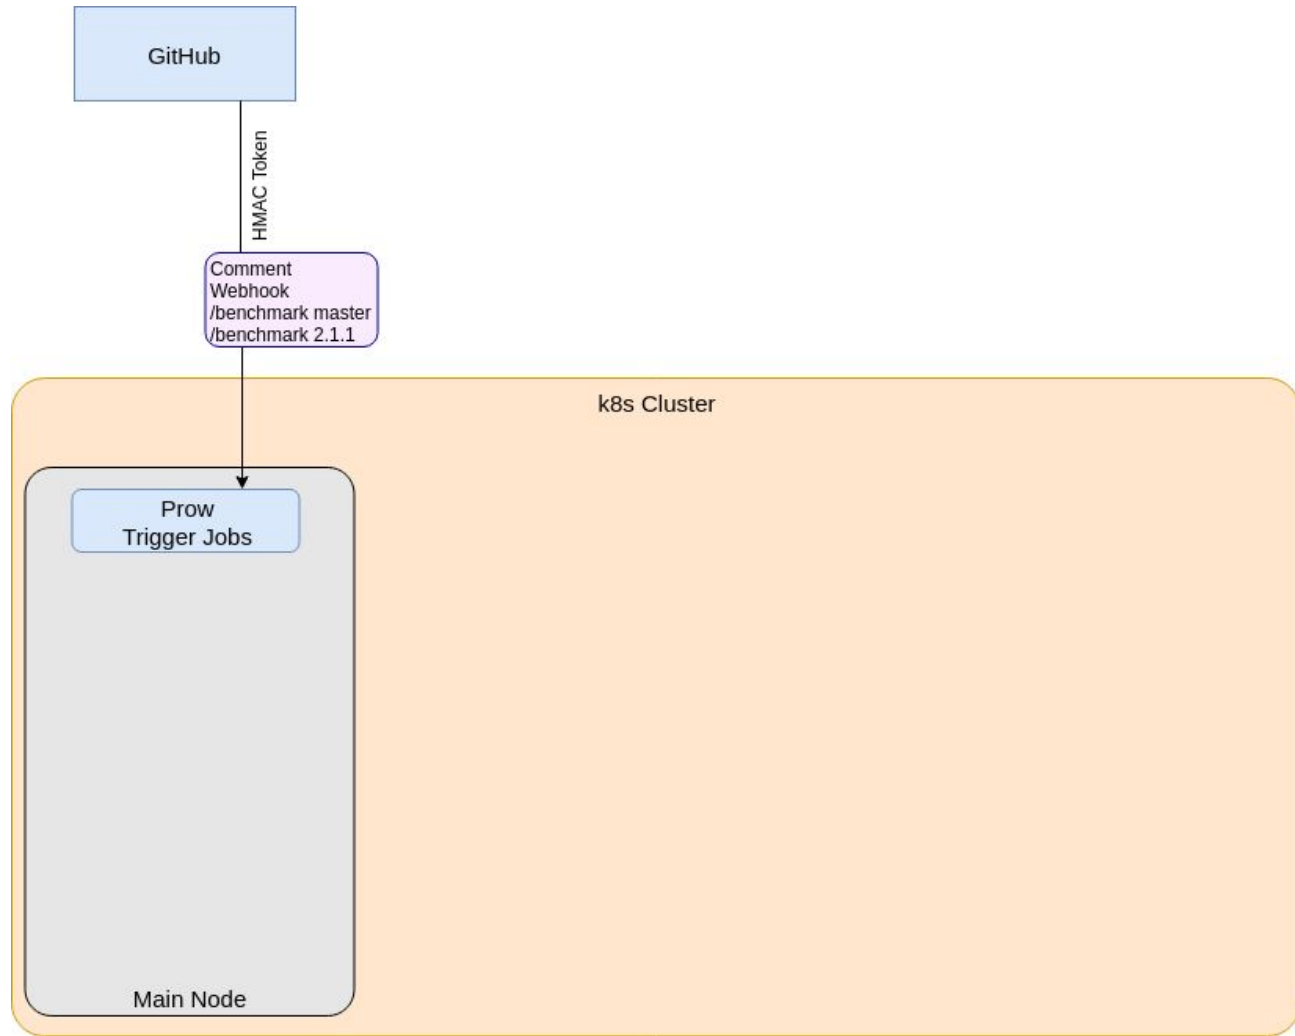 GitHub
HMAC Token
Comment
Webhook
/benchmark master
/benchmark 2.1.1
k8s Cluster
Prow
Trigger Jobs
Main Node